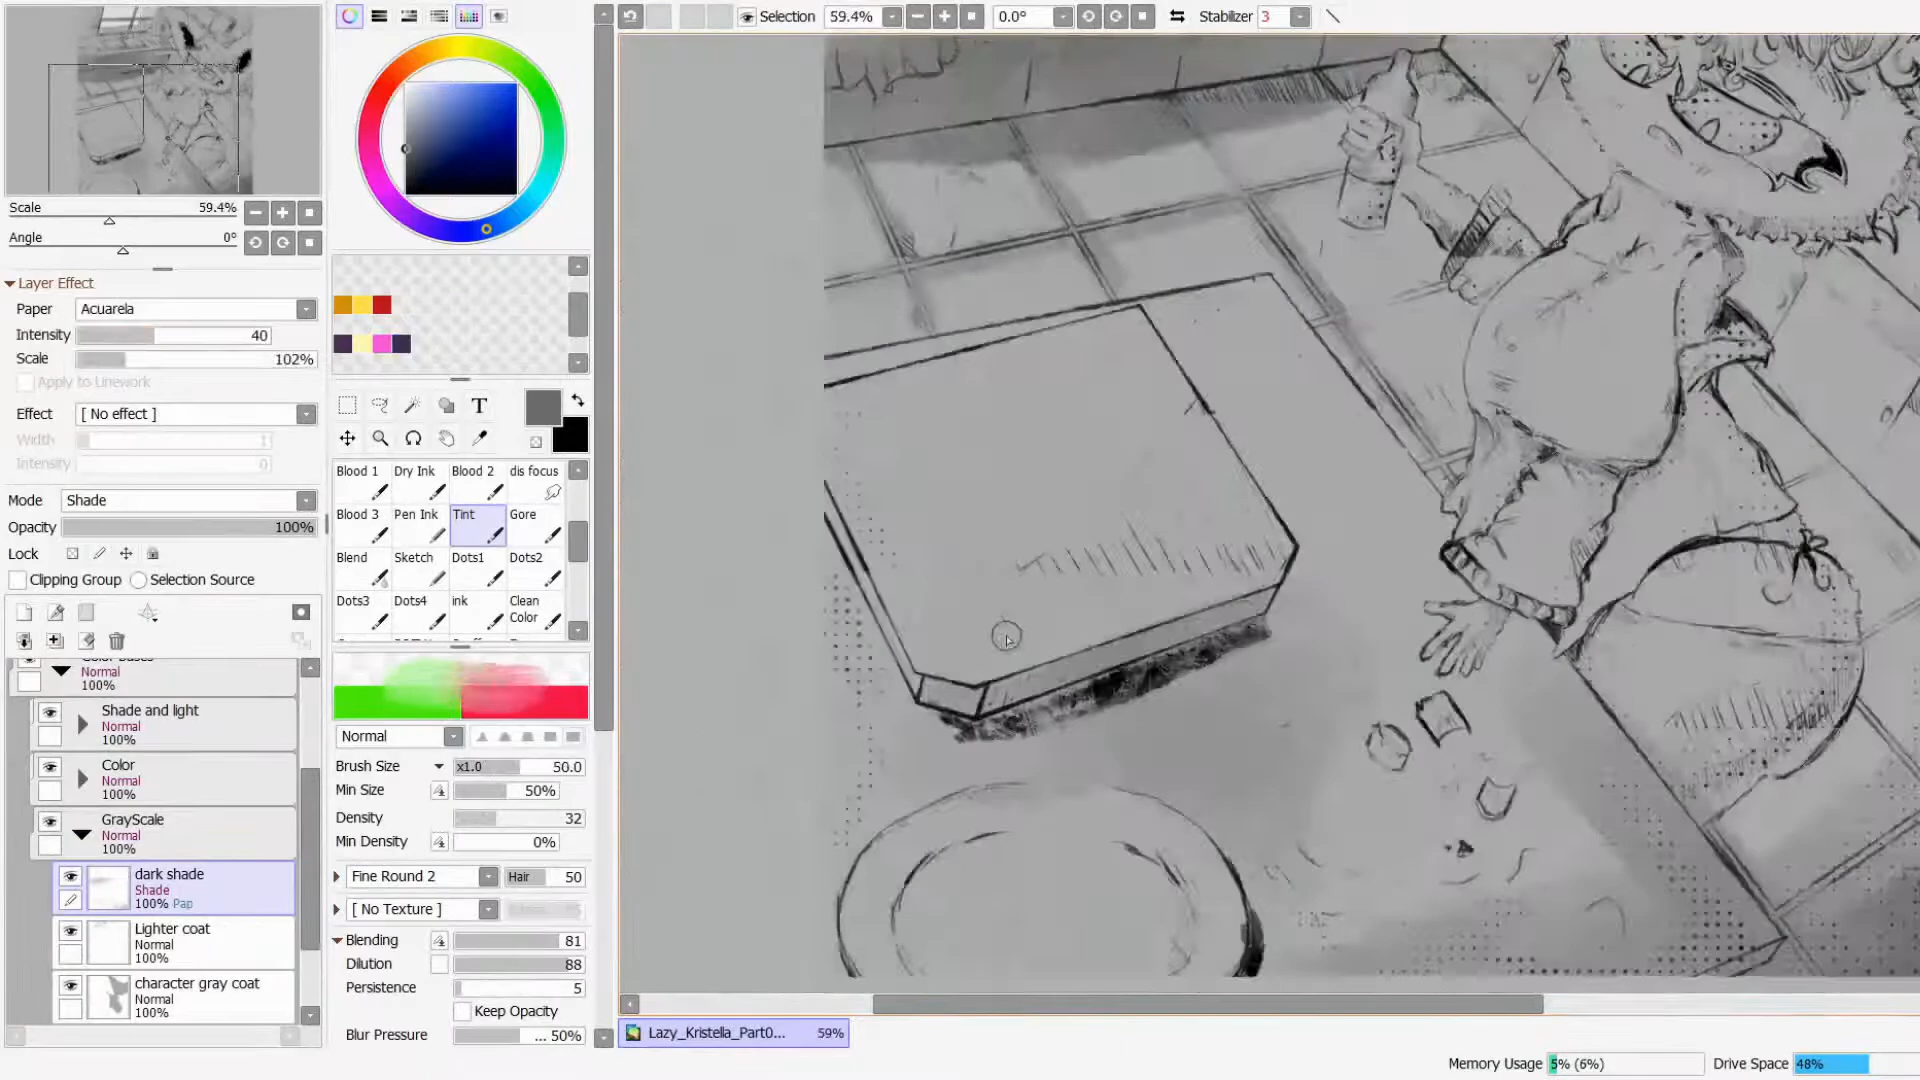 Selection 59.4% 0.0° Stabilizer 3
Scale 59.4%
Angle 0°
Layer Effect
Paper Acuarela
Intensity 40
Scale 102%
Apply to Linework
Effect [ No effect ]
Width 1
Intensity 0
Mode Shade
Opacity 100%
Lock
Clipping Group Selection Source
Normal
100%
Shade and light
Normal
100%
Color
Normal
100%
GrayScale
Normal
100%
dark shade
Shade
100% Pap
Lighter coat
Normal
100%
character gray coat
Normal
100%
T
Blood 1 Dry Ink Blood 2 dis focus
Blood 3 Pen Ink Tint Gore
Blend Sketch Dots1 Dots2
Dots3 Dots4 ink Clean Color
Normal
Brush Size x1.0 50.0
Min Size 50%
Density 32
Min Density 0%
Fine Round 2 Hair 50
[ No Texture ]
Blending 81
Dilution 88
Persistence 5
Keep Opacity
Blur Pressure ... 50%
Lazy_Kristella_Part0... 59%
Memory Usage 5% (6%) Drive Space 48%